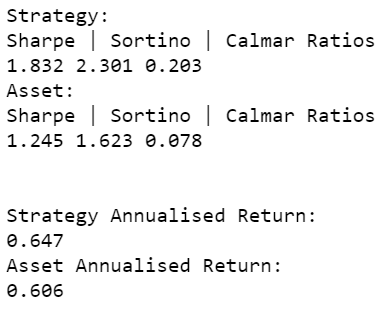 Strategy:
Sharpe | Sortino | Calmar Ratios
1.832 2.301 0.203
Asset:
Sharpe | Sortino | Calmar Ratios
1.245 1.623 0.078
Strategy Annualised Return:
0.647
Asset Annualised Return:
0.606